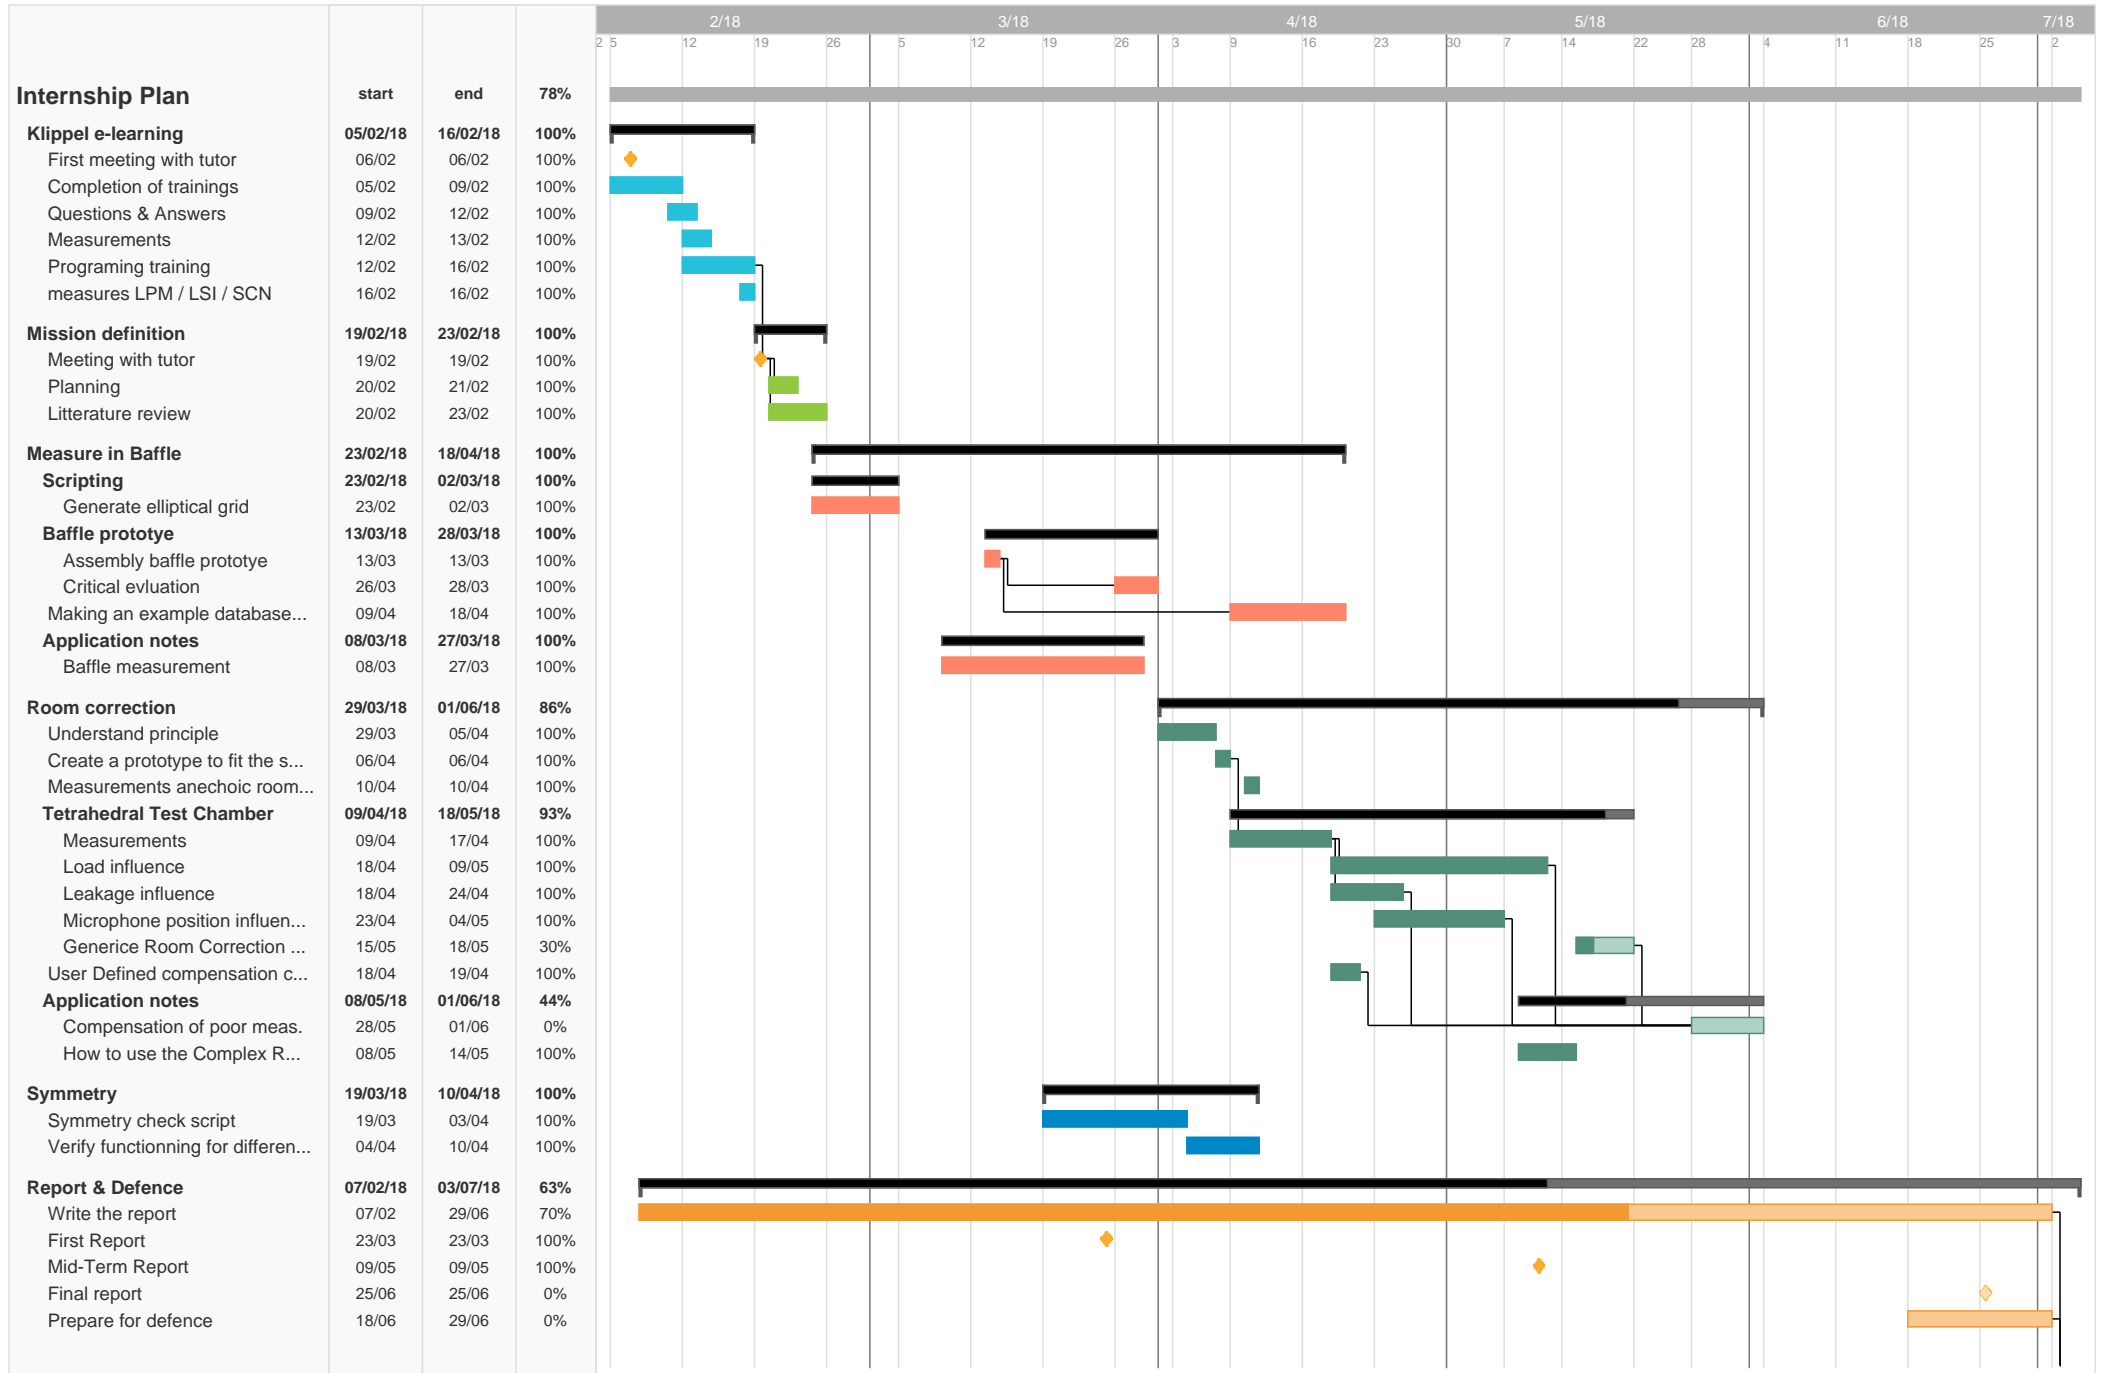 2/18 3/18 4/18 5/18 6/18 7/18
2 5 12 19 26 5 12 19 26 3 9 16 23 30 7 14 22 28 4 11 18 25 2
Internship Plan start end 78%
Klippel e-learning 05/02/18 16/02/18 100%
First meeting with tutor 06/02 06/02 100%
Completion of trainings 05/02 09/02 100%
Questions & Answers 09/02 12/02 100%
Measurements 12/02 13/02 100%
Programing training 12/02 16/02 100%
measures LPM / LSI / SCN 16/02 16/02 100%
Mission definition 19/02/18 23/02/18 100%
Meeting with tutor 19/02 19/02 100%
Planning 20/02 21/02 100%
Litterature review 20/02 23/02 100%
Measure in Baffle 23/02/18 18/04/18 100%
Scripting 23/02/18 02/03/18 100%
Generate elliptical grid 23/02 02/03 100%
Baffle prototye 13/03/18 28/03/18 100%
Assembly baffle prototye 13/03 13/03 100%
Critical evluation 26/03 28/03 100%
Making an example database... 09/04 18/04 100%
Application notes 08/03/18 27/03/18 100%
Baffle measurement 08/03 27/03 100%
Room correction 29/03/18 01/06/18 86%
Understand principle 29/03 05/04 100%
Create a prototype to fit the s... 06/04 06/04 100%
Measurements anechoic room... 10/04 10/04 100%
Tetrahedral Test Chamber 09/04/18 18/05/18 93%
Measurements 09/04 17/04 100%
Load influence 18/04 09/05 100%
Leakage influence 18/04 24/04 100%
Microphone position influen... 23/04 04/05 100%
Generice Room Correction ... 15/05 18/05 30%
User Defined compensation c... 18/04 19/04 100%
Application notes 08/05/18 01/06/18 44%
Compensation of poor meas. 28/05 01/06 0%
How to use the Complex R... 08/05 14/05 100%
Symmetry 19/03/18 10/04/18 100%
Symmetry check script 19/03 03/04 100%
Verify functionning for differen... 04/04 10/04 100%
Report & Defence 07/02/18 03/07/18 63%
Write the report 07/02 29/06 70%
First Report 23/03 23/03 100%
Mid-Term Report 09/05 09/05 100%
Final report 25/06 25/06 0%
Prepare for defence 18/06 29/06 0%